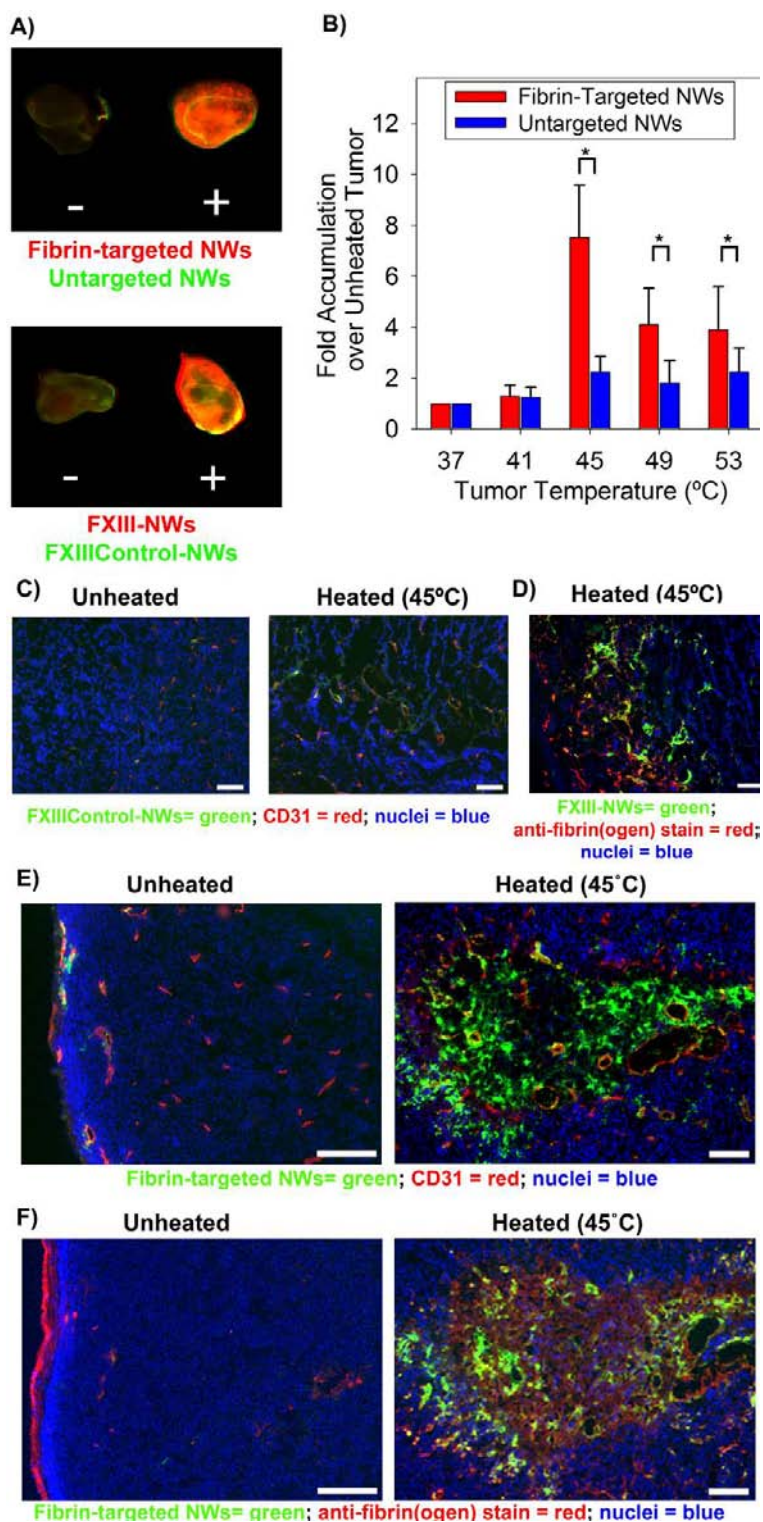 A)
- +
Fibrin-targeted NWs
Untargeted NWs
- +
FXIII-NWs
FXIIIControl-NWs
B)
Fibrin-Targeted NWs
Untargeted NWs
Fold Accumulation
over Unheated Tumor
12
10
8
6
4
2
0
* * *
37 41 45 49 53
Tumor Temperature (ºC)
C)
Unheated
Heated (45ºC)
FXIIIControl-NWs= green; CD31 = red; nuclei = blue
D)
Heated (45ºC)
FXIII-NWs= green;
anti-fibrin(ogen) stain = red;
nuclei = blue
E)
Unheated
Heated (45˚C)
Fibrin-targeted NWs= green; CD31 = red; nuclei = blue
F)
Unheated
Heated (45˚C)
Fibrin-targeted NWs= green; anti-fibrin(ogen) stain = red; nuclei = blue